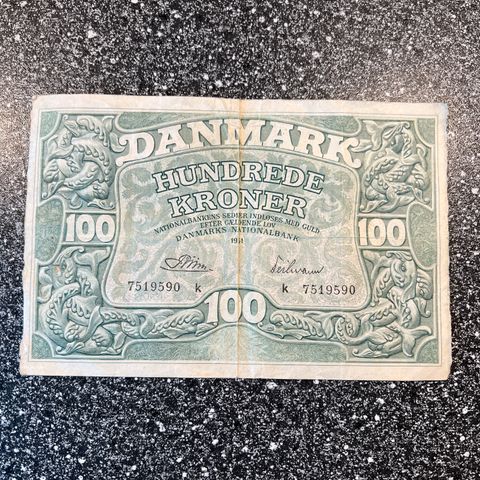 DANMARK
HUNDREDE
KRONER
NATIONALBANKENS SEDLER INDLØSES MED GULD
EFTER GÆLDENDE LOV
DANMARKS NATIONALBANK
100
100
7519590 k
k 7519590
100